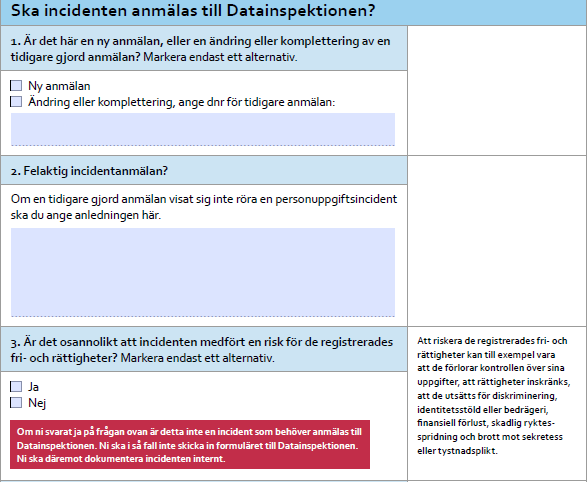 Ska incidenten anmälas till Datainspektionen?
1. Är det här en ny anmälan, eller en ändring eller komplettering av en
tidigare gjord anmälan? Markera endast ett alternativ.
Ny anmälan
Ändring eller komplettering, ange dnr för tidigare anmälan:
2. Felaktig incidentanmälan?
Om en tidigare gjord anmälan visat sig inte röra en personuppgiftsincident
ska du ange anledningen här.
3. Är det osannolikt att incidenten medfört en risk för de registrerades
fri- och rättigheter? Markera endast ett alternativ.
Ja
Nej
Om ni svarat ja på frågan ovan är detta inte en incident som behöver anmälas till
Datainspektionen. Ni ska i så fall inte skicka in formuläret till Datainspektionen.
Ni ska däremot dokumentera incidenten internt.
Att riskera de registrerades fri- och
rättigheter kan till exempel vara
att de förlorar kontrollen över sina
uppgifter, att rättigheter inskränks,
att de utsätts för diskriminering,
identitetsstöld eller bedrägeri,
finansiell förlust, skadlig ryktes-
spridning och brott mot sekretess
eller tystnadsplikt.